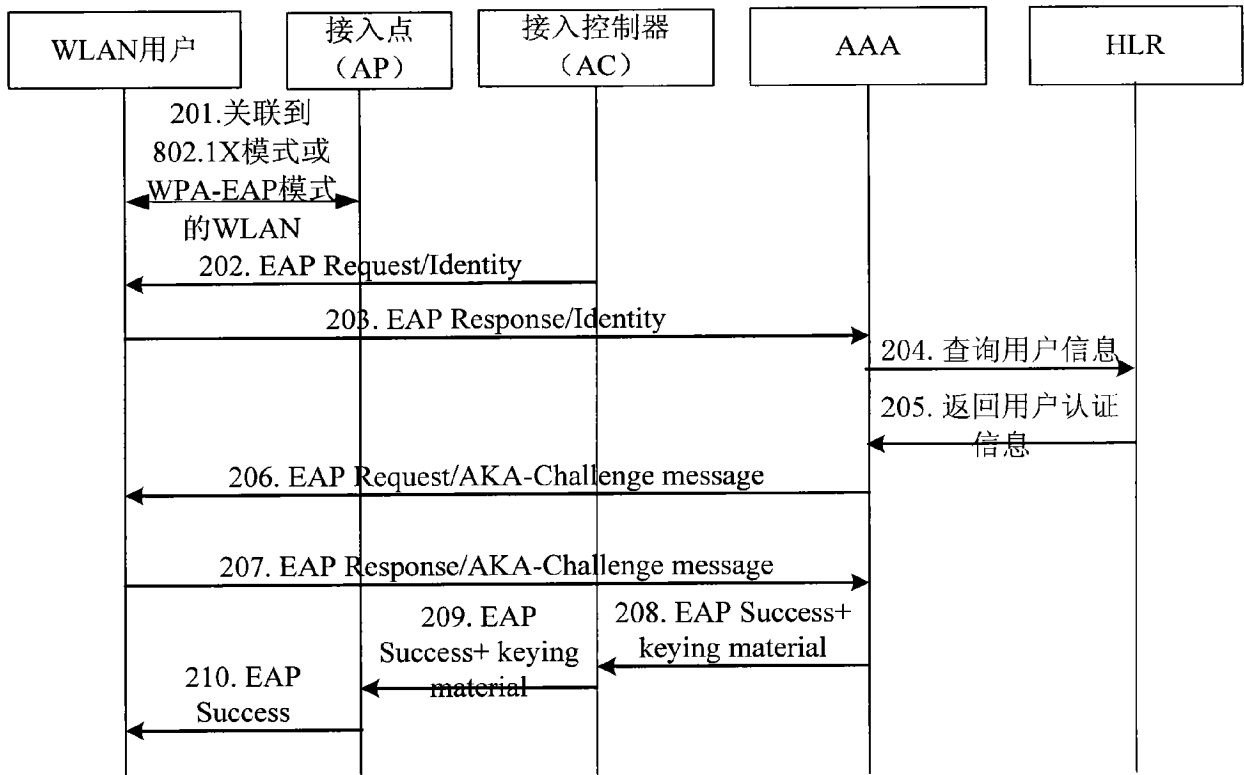 WLAN用户
接入点
（AP）
接入控制器
（AC）
AAA
HLR
201.关联到
802.1X模式或
WPA-EAP模式
的WLAN
202. EAP Request/Identity
203. EAP Response/Identity
204. 查询用户信息
205. 返回用户认证
信息
206. EAP Request/AKA-Challenge message
207. EAP Response/AKA-Challenge message
208. EAP Success+
keying material
209. EAP
Success+ keying
material
210. EAP
Success